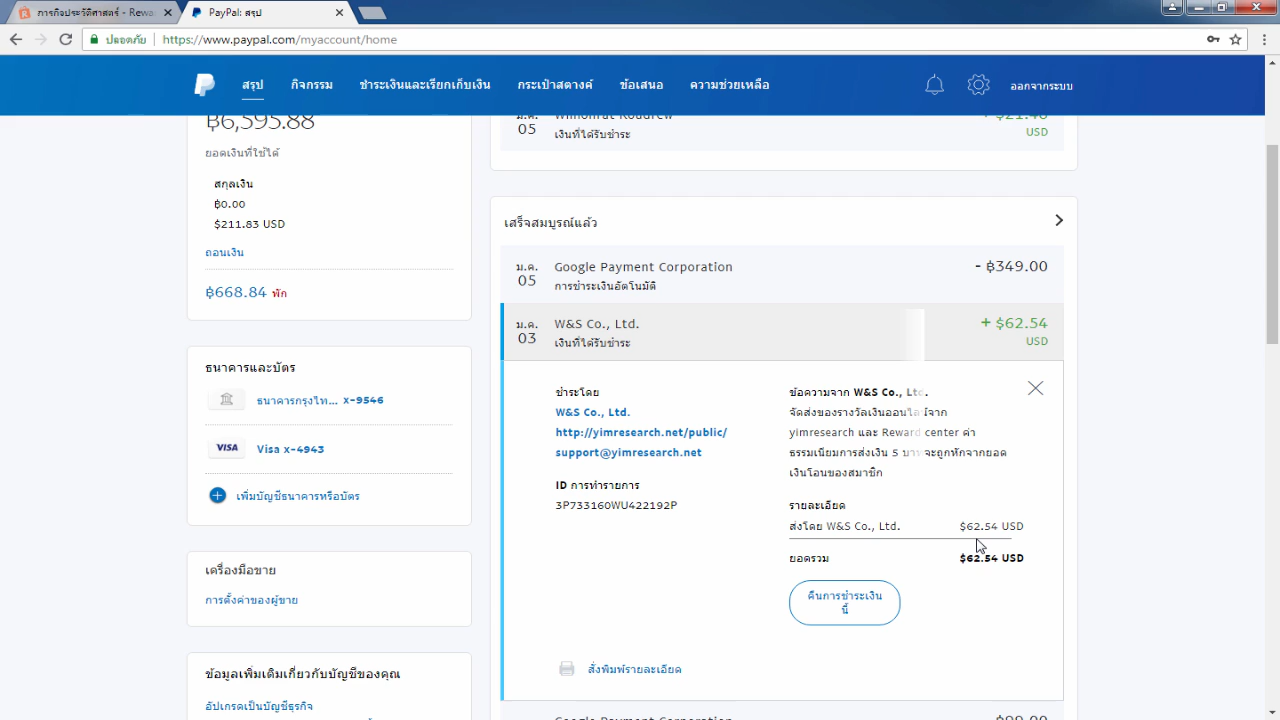 ภารกิจประวัติศาสตร์ - Rewa
PayPal: สรุป
ปลอดภัย
https://www.paypal.com/myaccount/home
สรุป
กิจกรรม
ชำระเงินและเรียกเก็บเงิน
กระเป๋าสตางค์
ข้อเสนอ
ความช่วยเหลือ
ออกจากระบบ
฿6,595.88
ยอดเงินที่ใช้ได้
สกุลเงิน
฿0.00
$211.83 USD
ถอนเงิน
฿668.84 พัก
ธนาคารและบัตร
ธนาคารกรุงไท... x-9546
VISA
Visa x-4943
เพิ่มบัญชีธนาคารหรือบัตร
เครื่องมือขาย
การตั้งค่าของผู้ขาย
ข้อมูลเพิ่มเติมเกี่ยวกับบัญชีของคุณ
อัปเกรดเป็นบัญชีธุรกิจ
05
เงินที่ได้รับชำระ
USD
เสร็จสมบูรณ์แล้ว
ม.ค.
05
Google Payment Corporation
การชำระเงินอัตโนมัติ
- ฿349.00
ม.ค.
03
W&S Co., Ltd.
เงินที่ได้รับชำระ
+ $62.54
USD
ชำระโดย
W&S Co., Ltd.
http://yimresearch.net/public/
support@yimresearch.net
ID การทำรายการ
3P733160WU422192P
ข้อความจาก W&S Co., Ltd.
จัดส่งของรางวัลเงินออนไลน์จาก
yimresearch และ Reward center ค่า
ธรรมเนียมการส่งเงิน 5 บาทจะถูกหักจากยอด
เงินโอนของสมาชิก
รายละเอียด
ส่งโดย W&S Co., Ltd. $62.54 USD
ยอดรวม $62.54 USD
คืนการชำระเงิน
นี้
สั่งพิมพ์รายละเอียด
Google Payment Corporation